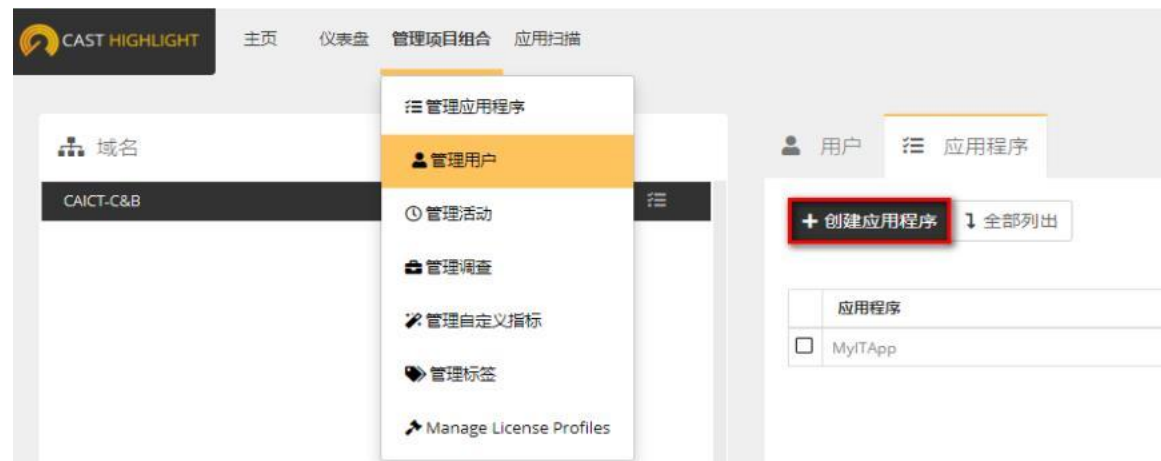 CAST HIGHLIGHT 主页 仪表盘 管理项目组合 应用扫描
管理应用程序
域名
管理用户
用户 应用程序
CAICT-C&B
管理活动
创建应用程序 全部列出
管理调查
管理自定义指标
应用程序
MyITApp
管理标签
Manage License Profiles